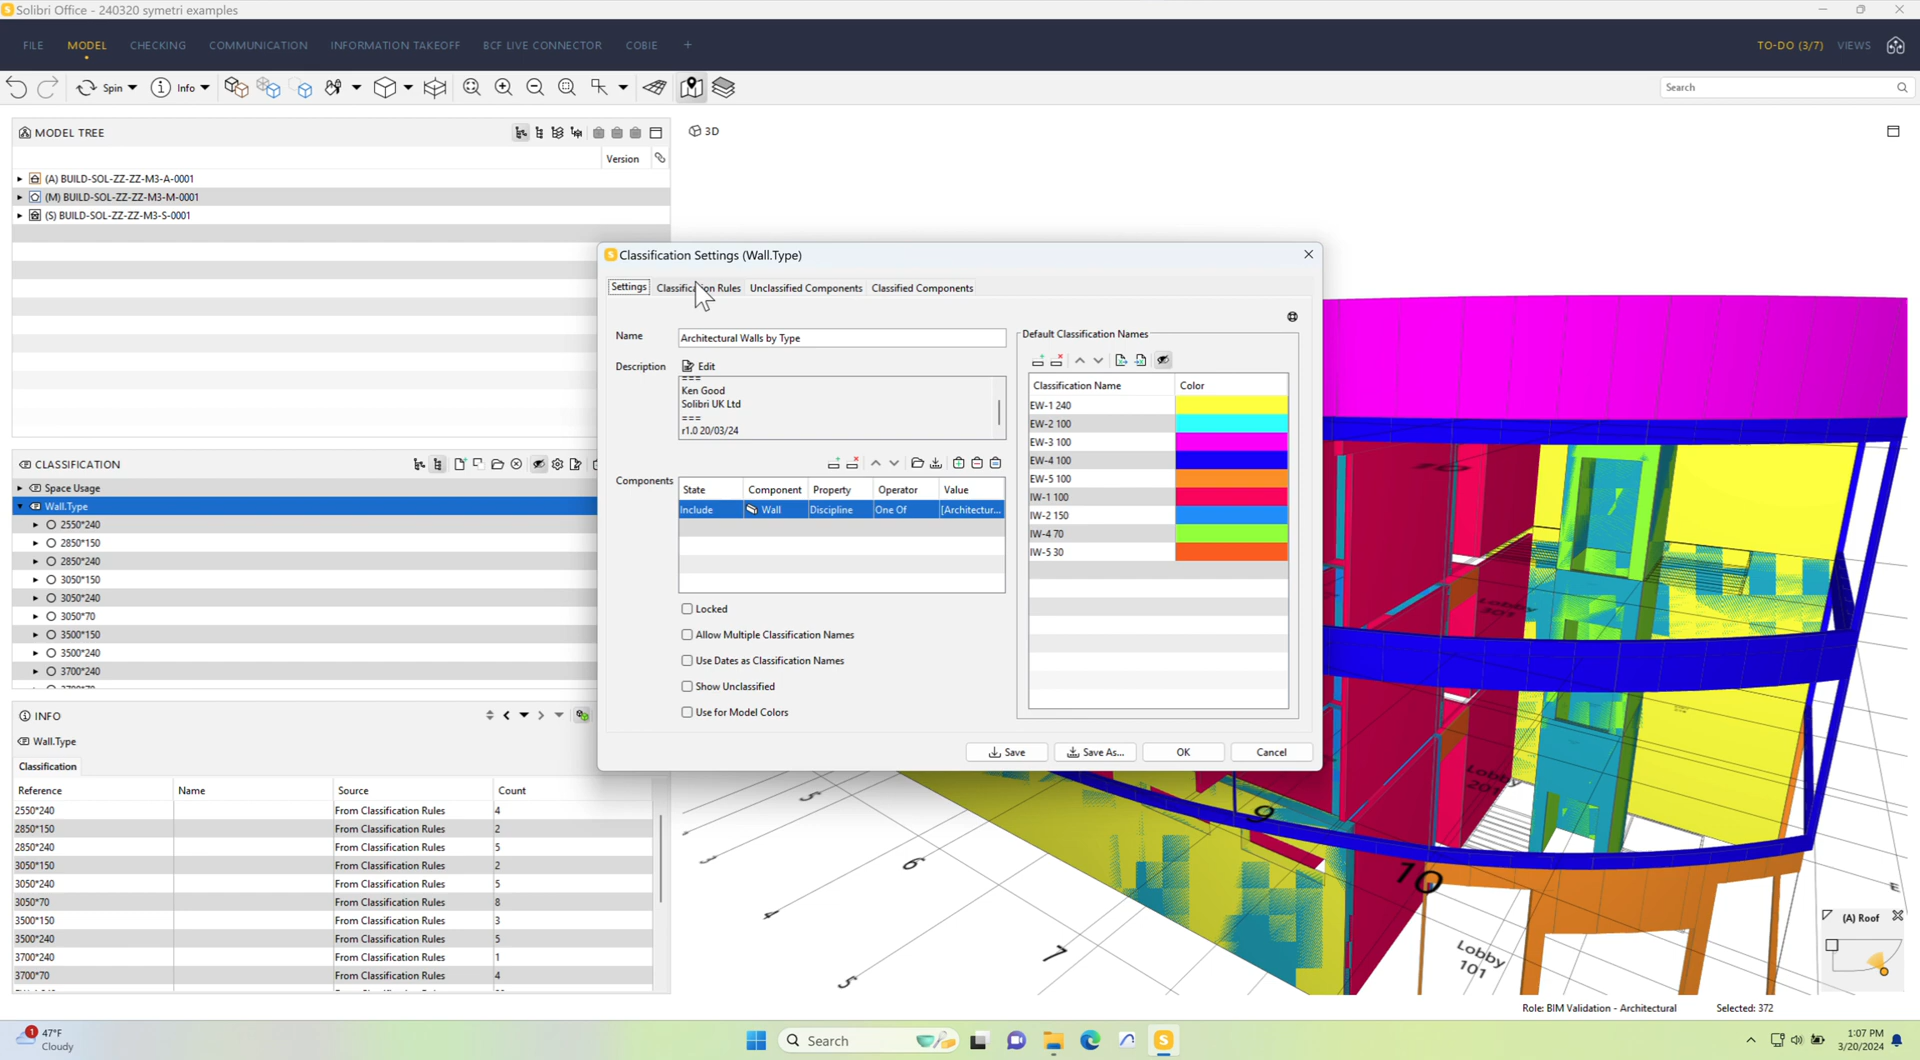 Solibri Office - 240320 symetri examples
FILE MODEL CHECKING COMMUNICATION INFORMATION TAKEOFF BCF LIVE CONNECTOR COBIE +
TO-DO (3/7) VIEWS
Spin Info
Search
MODEL TREE
3D
Version
(A) BUILD-SOL-ZZ-ZZ-M3-A-0001
(M) BUILD-SOL-ZZ-ZZ-M3-M-0001
(S) BUILD-SOL-ZZ-ZZ-M3-S-0001
CLASSIFICATION
Space Usage
Wall.Type
2550*240
2850*150
2850*240
3050*150
3050*240
3050*70
3500*150
3500*240
3700*240
INFO
Wall.Type
Classification
Reference Name Source Count
2550*240 From Classification Rules 4
2850*150 From Classification Rules 2
2850*240 From Classification Rules 5
3050*150 From Classification Rules 2
3050*240 From Classification Rules 5
3050*70 From Classification Rules 8
3500*150 From Classification Rules 3
3500*240 From Classification Rules 5
3700*240 From Classification Rules 1
3700*70 From Classification Rules 4
Classification Settings (Wall.Type)
Settings Classification Rules Unclassified Components Classified Components
Name Architectural Walls by Type
Description Edit
===
Ken Good
Solibri UK Ltd
===
r1.0 20/03/24
Components
State Component Property Operator Value
Include Wall Discipline One Of [Architectur...
Locked
Allow Multiple Classification Names
Use Dates as Classification Names
Show Unclassified
Use for Model Colors
Default Classification Names
Classification Name Color
EW-1 240
EW-2 100
EW-3 100
EW-4 100
EW-5 100
IW-1 100
IW-2 150
IW-4 70
IW-5 30
Save Save As... OK Cancel
Lobby
201
Lobby
101
5
6
7
9
10
5
(A) Roof
Role: BIM Validation - Architectural Selected: 372
1
47°F
Cloudy
Search
1:07 PM
3/20/2024